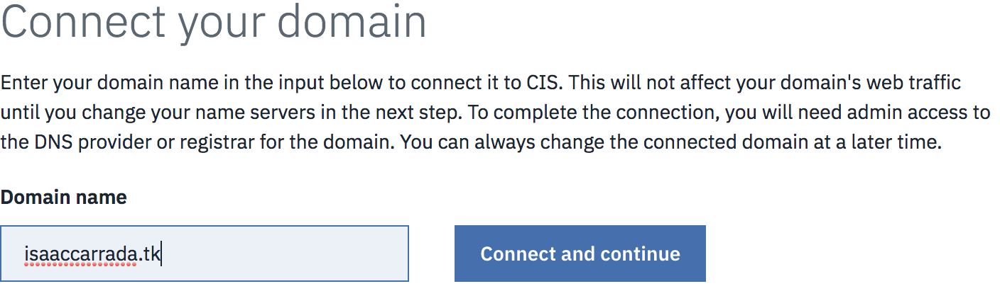 Connect your domain
Enter your domain name in the input below to connect it to CIS. This will not affect your domain's web traffic
until you change your name servers in the next step. To complete the connection, you will need admin access to
the DNS provider or registrar for the domain. You can always change the connected domain at a later time.
Domain name
isaaccarrada.tk
Connect and continue